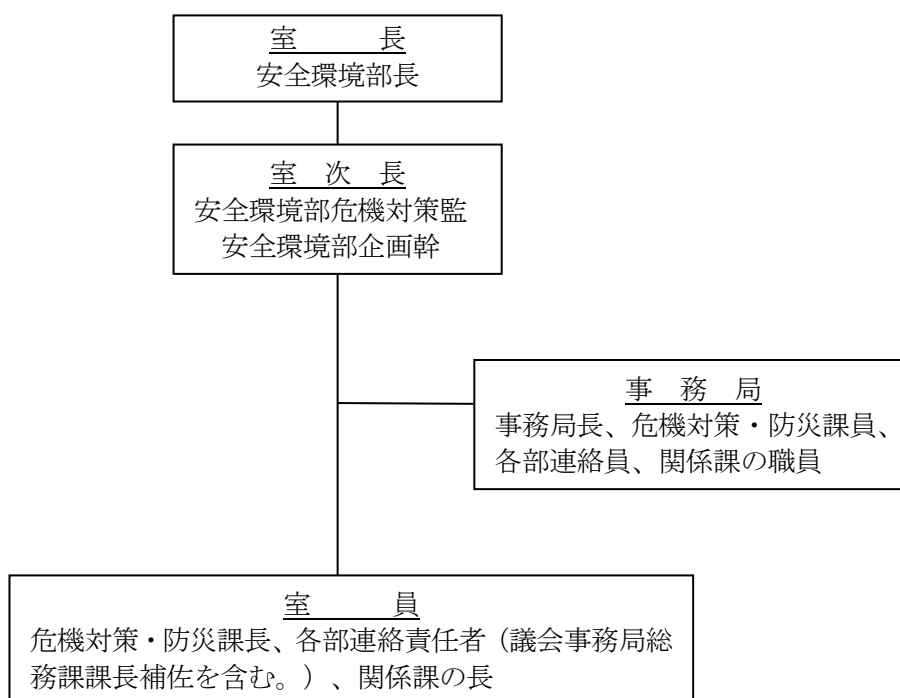 室　　　長
安全環境部長
室　次　長
安全環境部危機対策監
安全環境部企画幹
事　務　局
事務局長、危機対策・防災課員、
各部連絡員、関係課の職員
室　　　員
危機対策・防災課長、各部連絡責任者（議会事務局総
務課課長補佐を含む。）、関係課の長